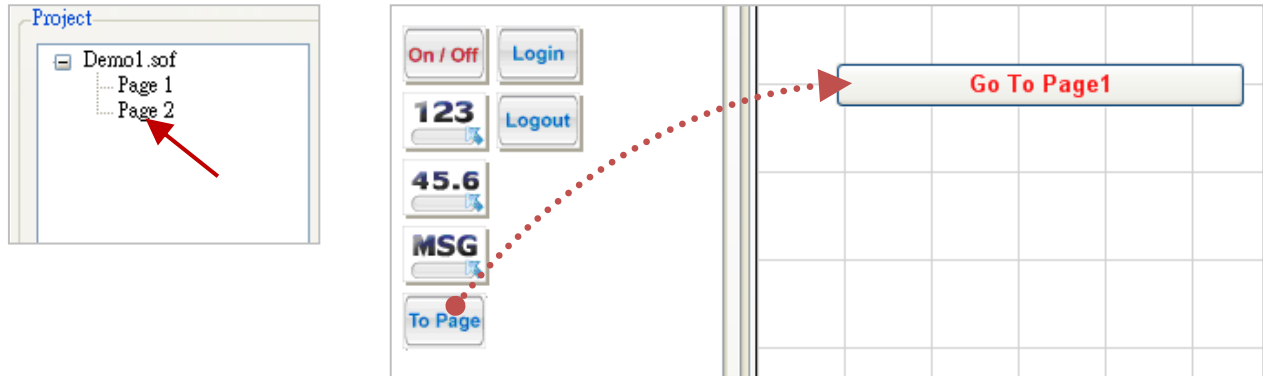 Project
Demo1.sof
Page 1
Page 2
On / Off
Login
123
Logout
45.6
MSG
To Page
Go To Page1